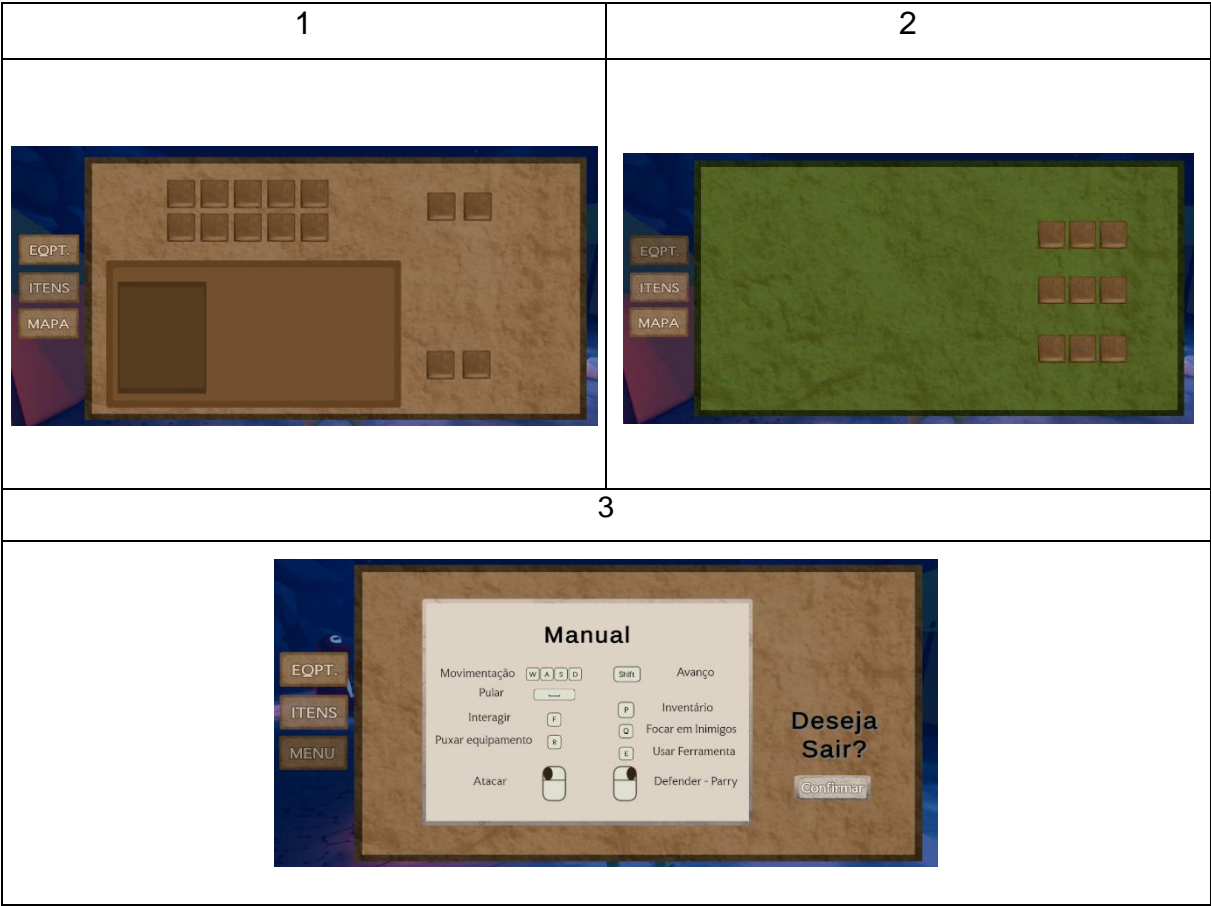 1
2
EQPT.
ITENS
MAPA
EQPT.
ITENS
MAPA
3
EQPT.
ITENS
MENU
Manual
Movimentação W A S D
Pular
Interagir F
Puxar equipamento R
Atacar
Shift Avanço
P Inventário
Q Focar em Inimigos
E Usar Ferramenta
Defender - Parry
Deseja
Sair?
Confirmar